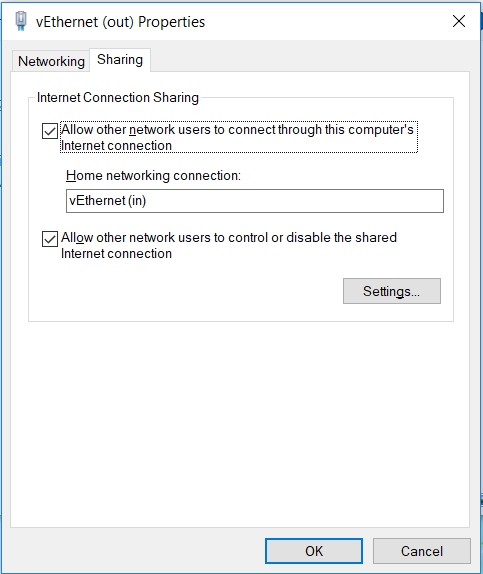 vEthernet (out) Properties
Networking
Sharing
Internet Connection Sharing
Allow other network users to connect through this computer's
Internet connection
Home networking connection:
vEthernet (in)
Allow other network users to control or disable the shared
Internet connection
Settings...
OK
Cancel